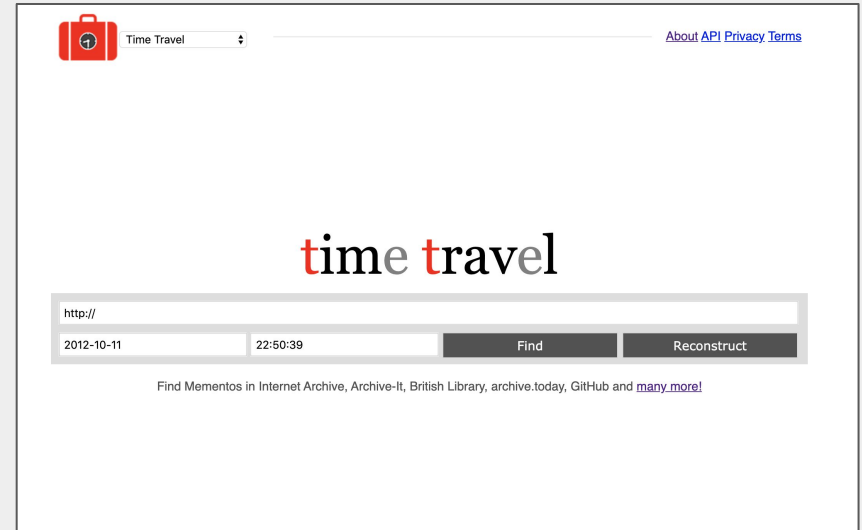 Time Travel
About API Privacy Terms
time travel
http://
2012-10-11 22:50:39 Find Reconstruct
Find Mementos in Internet Archive, Archive-It, British Library, archive.today, GitHub and many more!